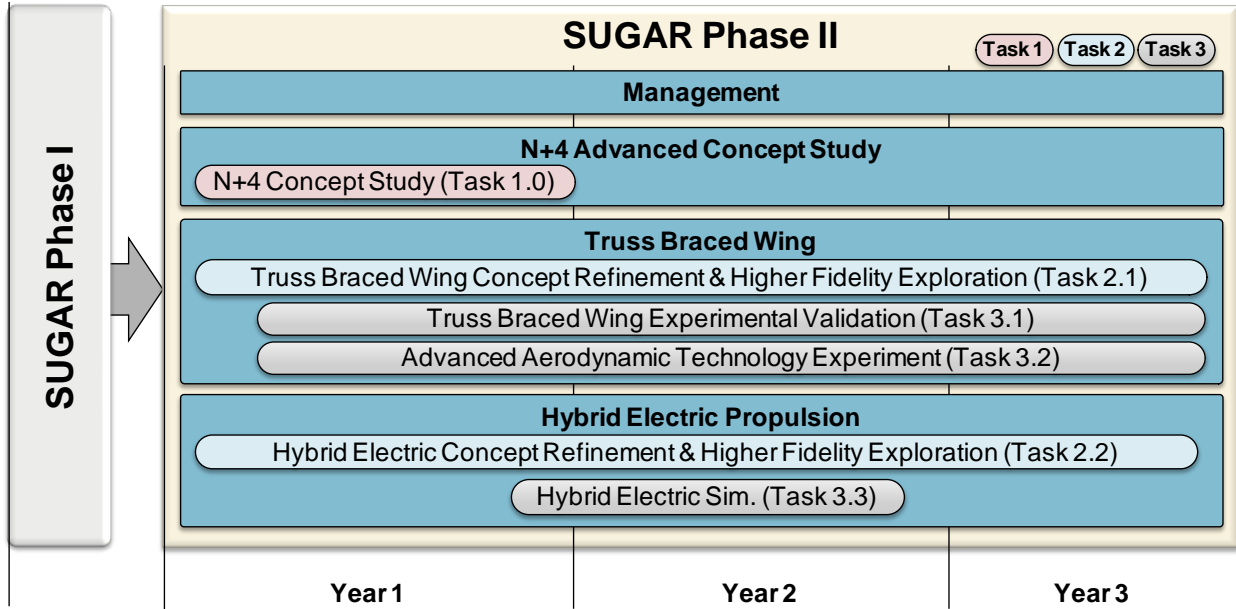 SUGAR Phase I
SUGAR Phase II
Task 1
Task 2
Task 3
Management
N+4 Advanced Concept Study
N+4 Concept Study (Task 1.0)
Truss Braced Wing
Truss Braced Wing Concept Refinement & Higher Fidelity Exploration (Task 2.1)
Truss Braced Wing Experimental Validation (Task 3.1)
Advanced Aerodynamic Technology Experiment (Task 3.2)
Hybrid Electric Propulsion
Hybrid Electric Concept Refinement & Higher Fidelity Exploration (Task 2.2)
Hybrid Electric Sim. (Task 3.3)
Year 1
Year 2
Year 3